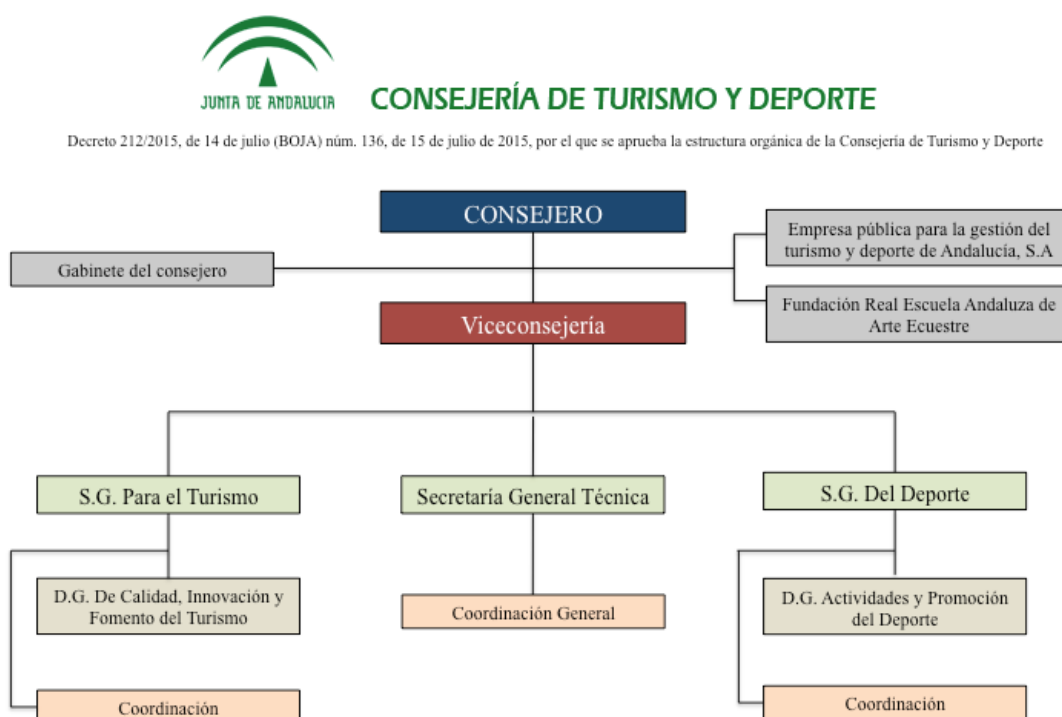 JUNTA DE ANDALUCIA
CONSEJERÍA DE TURISMO Y DEPORTE
Decreto 212/2015, de 14 de julio (BOJA) núm. 136, de 15 de julio de 2015, por el que se aprueba la estructura orgánica de la Consejería de Turismo y Deporte
CONSEJERO
Empresa pública para la gestión del
turismo y deporte de Andalucía, S.A
Gabinete del consejero
Fundación Real Escuela Andaluza de
Arte Ecuestre
Viceconsejería
S.G. Para el Turismo
Secretaría General Técnica
S.G. Del Deporte
D.G. De Calidad, Innovación y
Fomento del Turismo
Coordinación General
D.G. Actividades y Promoción
del Deporte
Coordinación
Coordinación